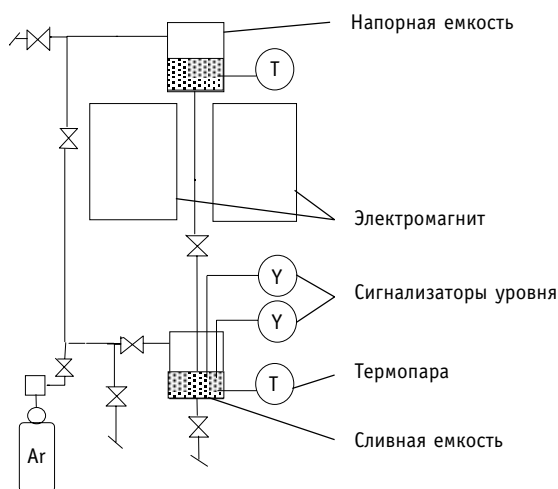 Напорная емкость
T
Электромагнит
Y
Сигнализаторы уровня
Y
Термопара
T
Сливная емкость
Ar